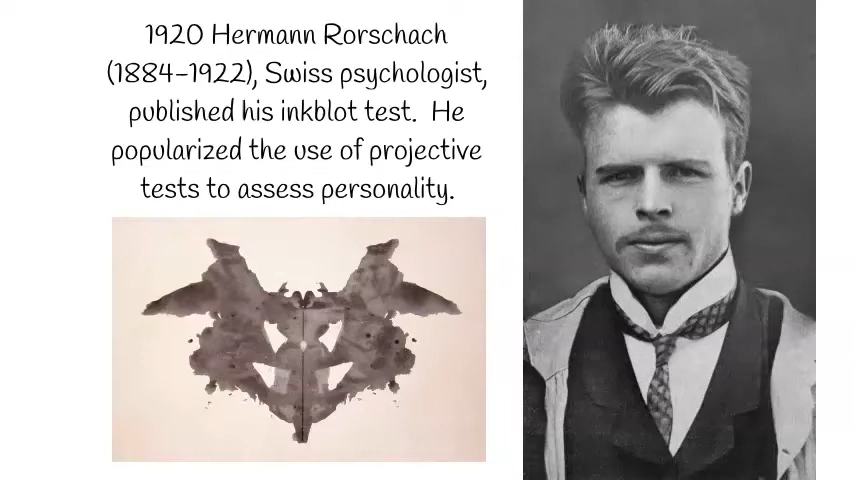 1920 Hermann Rorschach
(1884-1922), Swiss psychologist,
published his inkblot test.  He
popularized the use of projective
tests to assess personality.